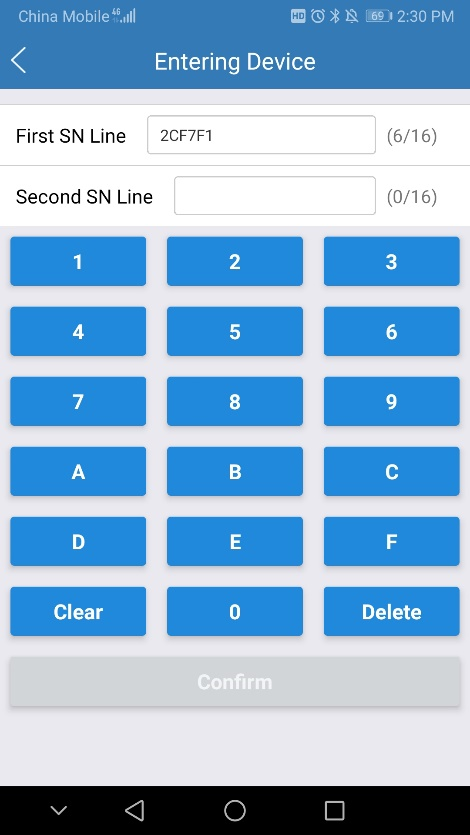 China Mobile 4G HD 69 2:30 PM
Entering Device
First SN Line 2CF7F1 (6/16)
Second SN Line (0/16)
1 2 3
4 5 6
7 8 9
A B C
D E F
Clear 0 Delete
Confirm